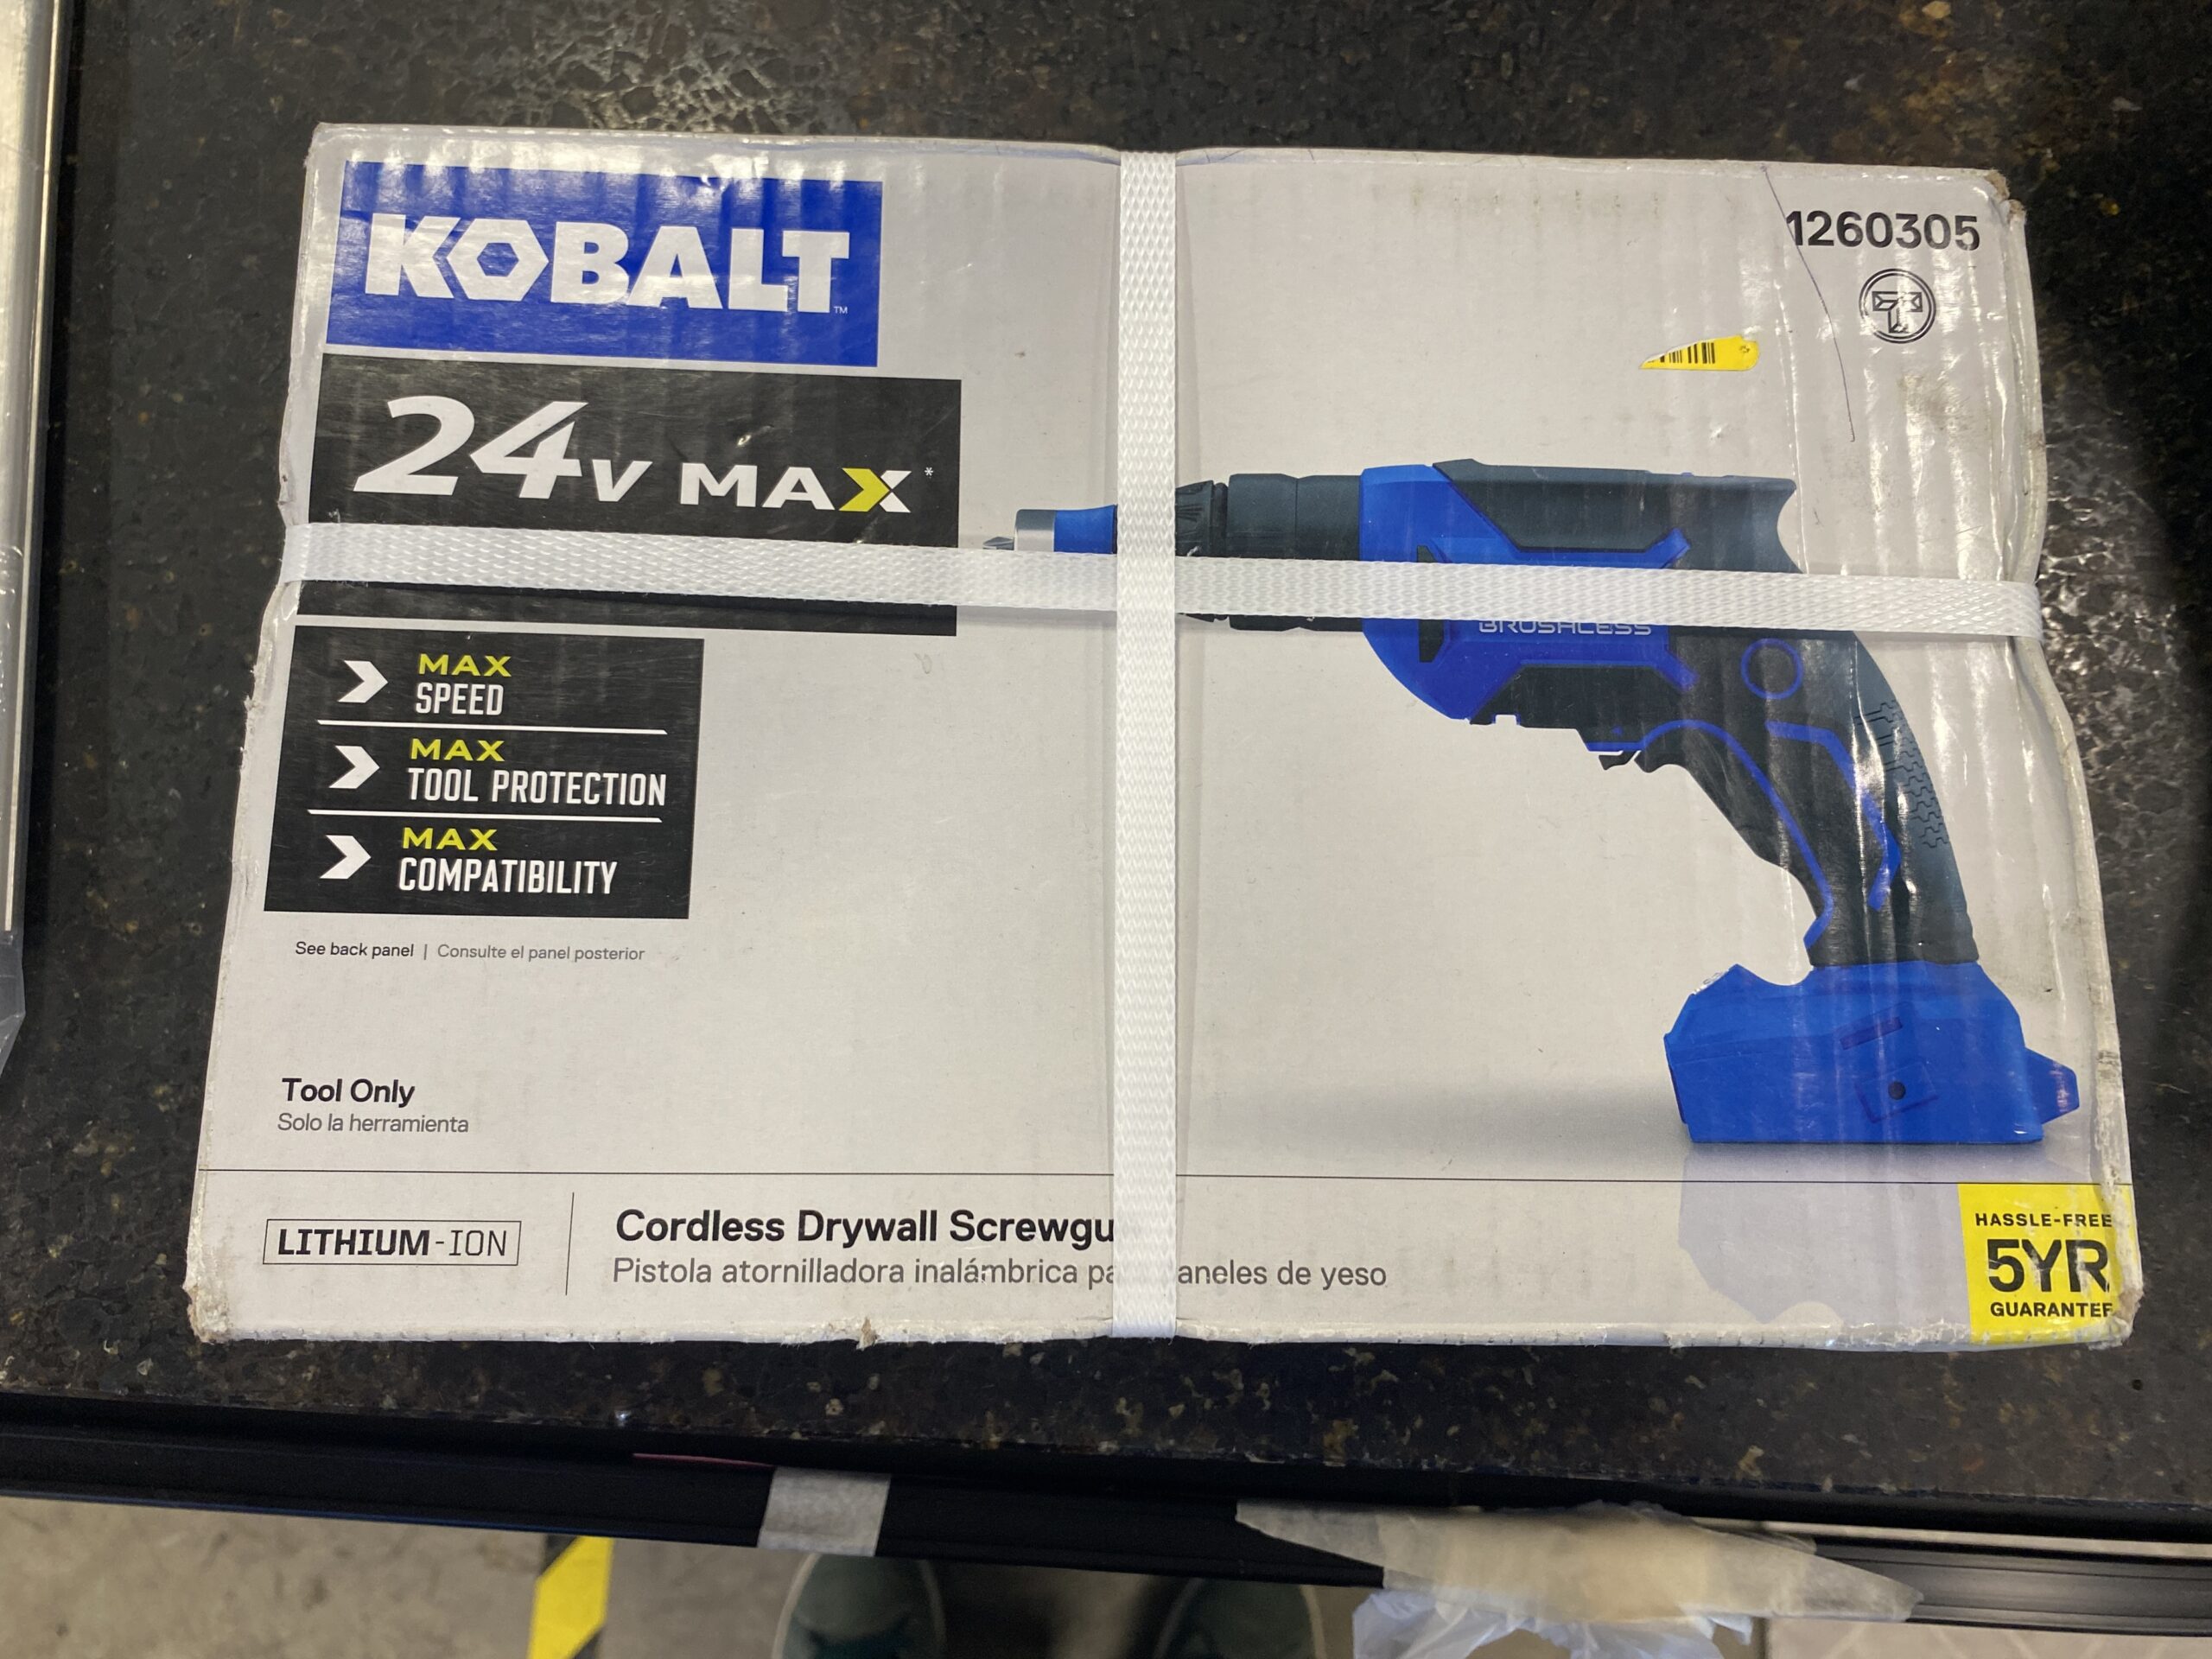 KOBALT™
1260305
24V MAX*
BRUSHLESS
MAX
SPEED
MAX
TOOL PROTECTION
MAX
COMPATIBILITY
See back panel | Consulte el panel posterior
Tool Only
Solo la herramienta
LITHIUM-ION
Cordless Drywall Screwgu
Pistola atornilladora inalámbrica pa aneles de yeso
HASSLE-FREE
5YR
GUARANTEE